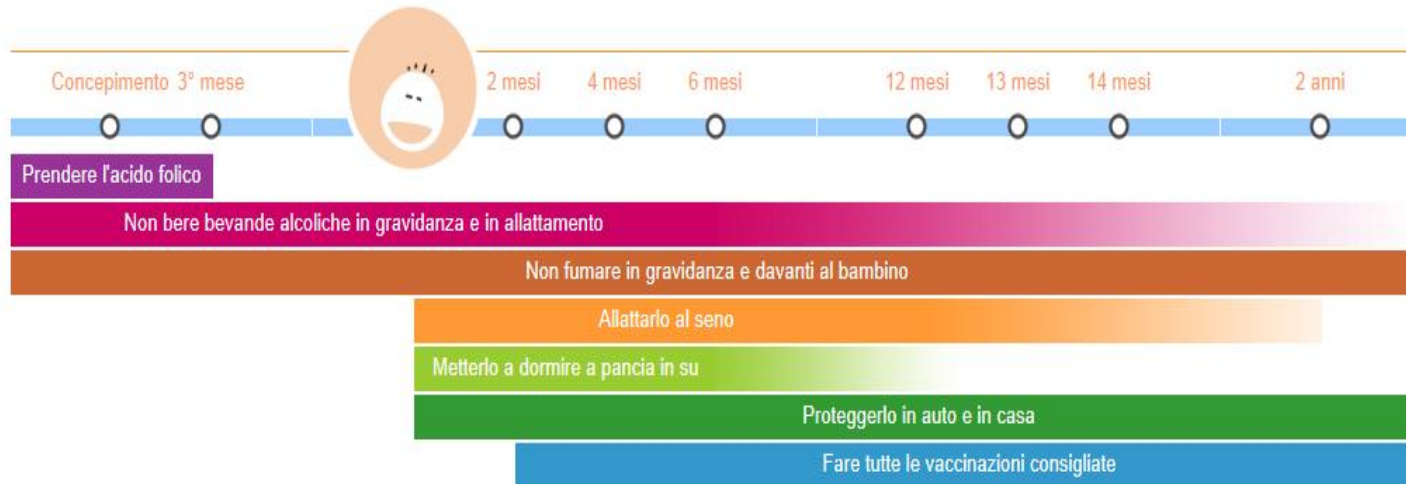 Concepimento 3° mese 2 mesi 4 mesi 6 mesi 12 mesi 13 mesi 14 mesi 2 anni
Prendere l'acido folico
Non bere bevande alcoliche in gravidanza e in allattamento
Non fumare in gravidanza e davanti al bambino
Allattarlo al seno
Metterlo a dormire a pancia in su
Proteggerlo in auto e in casa
Fare tutte le vaccinazioni consigliate